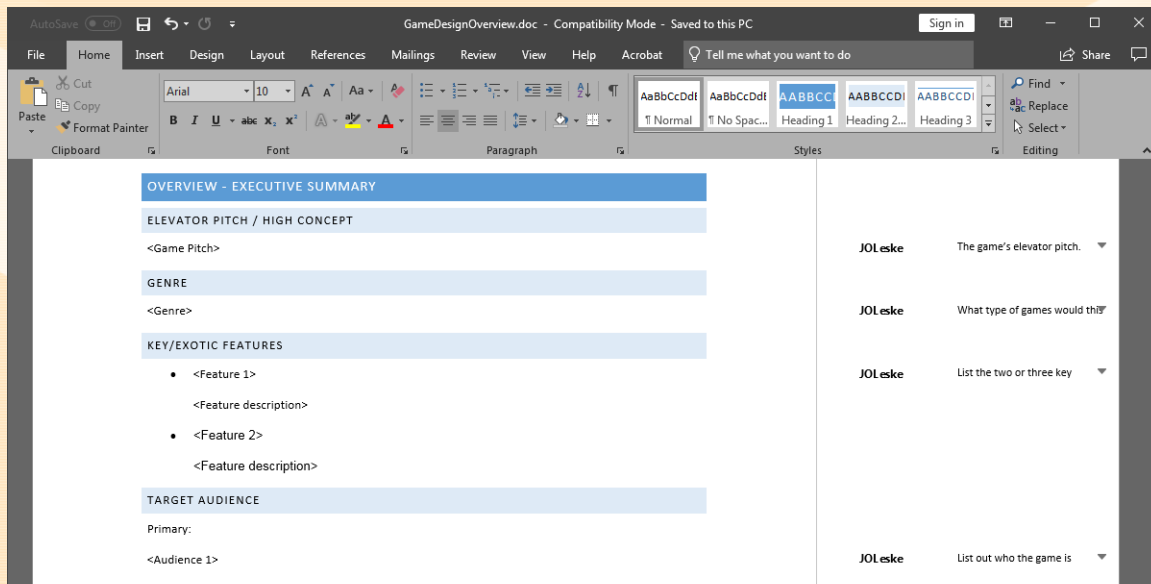 AutoSave Off GameDesignOverview.doc - Compatibility Mode - Saved to this PC Sign in
File Home Insert Design Layout References Mailings Review View Help Acrobat Tell me what you want to do Share
Paste
Cut
Copy
Format Painter
Clipboard
Arial 10
Font
Paragraph
AaBbCcDdE AaBbCcDdE AABBCCI AABBCCDI AABBCCDI
¶ Normal ¶ No Spac... Heading 1 Heading 2... Heading 3
Styles
Find
Replace
Select
Editing
OVERVIEW - EXECUTIVE SUMMARY
ELEVATOR PITCH / HIGH CONCEPT
<Game Pitch> JOLeske The game's elevator pitch.
GENRE
<Genre> JOLeske What type of games would this
KEY/EXOTIC FEATURES
• <Feature 1> JOLeske List the two or three key
<Feature description>
• <Feature 2>
<Feature description>
TARGET AUDIENCE
Primary:
<Audience 1> JOLeske List out who the game is